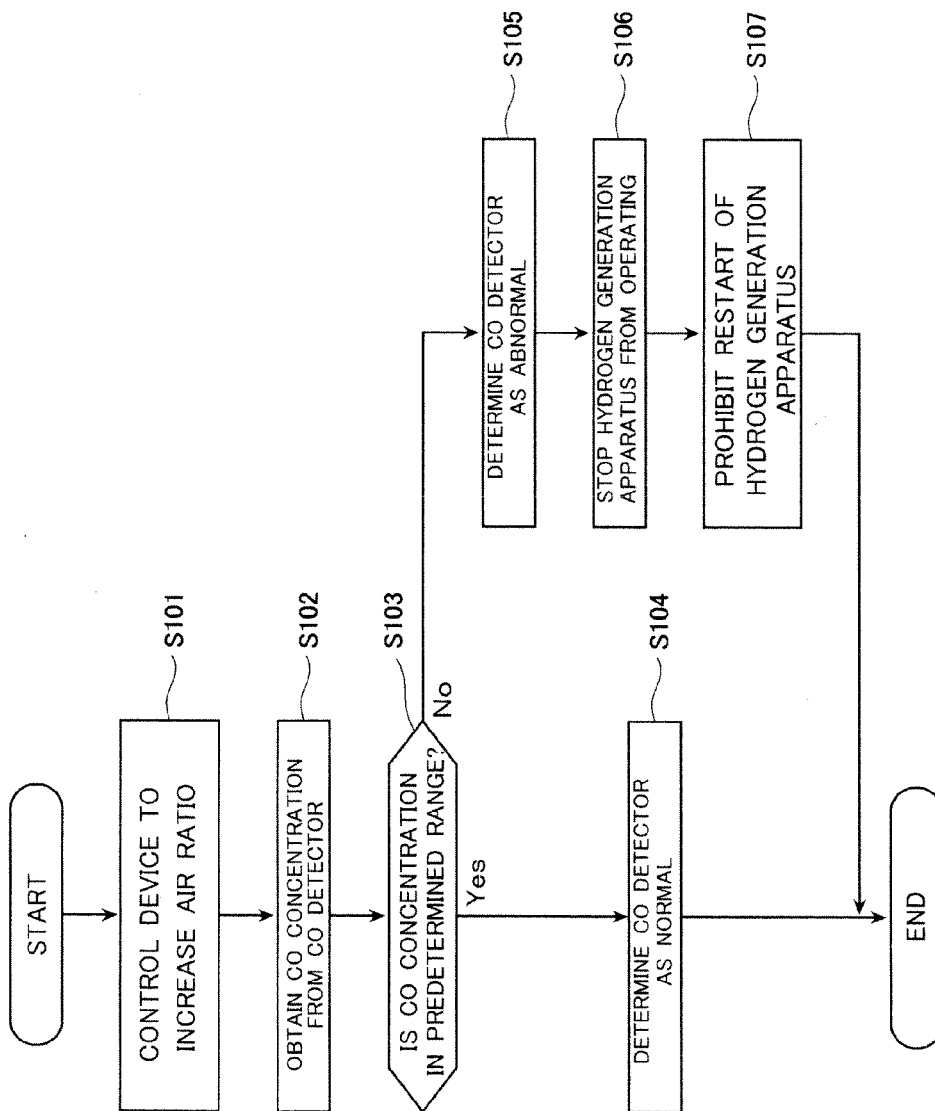 START
CONTROL DEVICE TO
INCREASE AIR RATIO
S101
OBTAIN CO CONCENTRATION
FROM CO DETECTOR
S102
IS CO CONCENTRATION
IN PREDETERMINED RANGE?
S103
No
Yes
DETERMINE CO DETECTOR
AS NORMAL
S104
DETERMINE CO DETECTOR
AS ABNORMAL
S105
STOP HYDROGEN GENERATION
APPARATUS FROM OPERATING
S106
PROHIBIT RESTART OF
HYDROGEN GENERATION
APPARATUS
S107
END